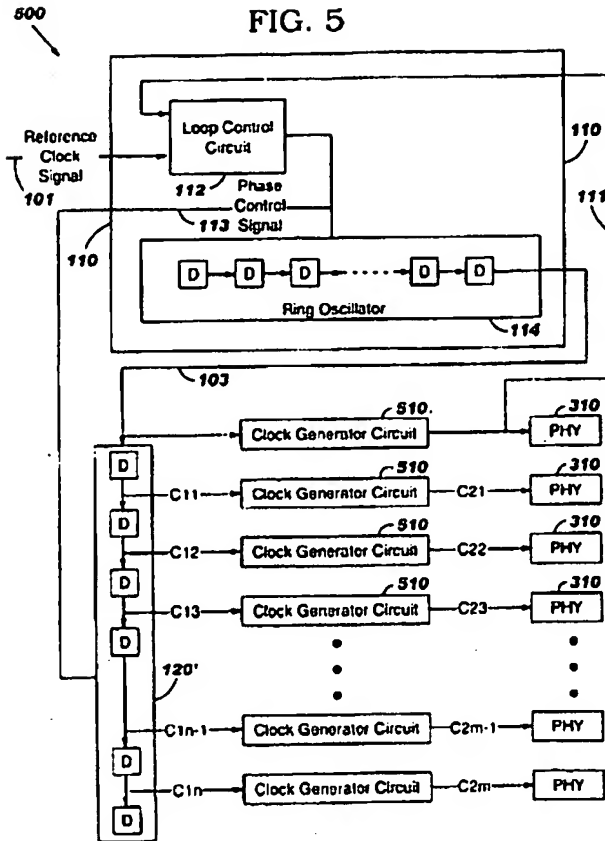 500
FIG. 5
Reference
Clock
Signal
101
Loop Control
Circuit
112
Phase
Control
Signal
113
110
110
111
D D D D D
Ring Oscillator
114
103
510.
Clock Generator Circuit
310
PHY
D
C11
510
Clock Generator Circuit
C21
310
PHY
D
C12
510
Clock Generator Circuit
C22
310
PHY
D
C13
510
Clock Generator Circuit
C23
310
PHY
D
120'
C1n-1
Clock Generator Circuit
C2m-1
PHY
D
C1n
Clock Generator Circuit
C2m
PHY
D